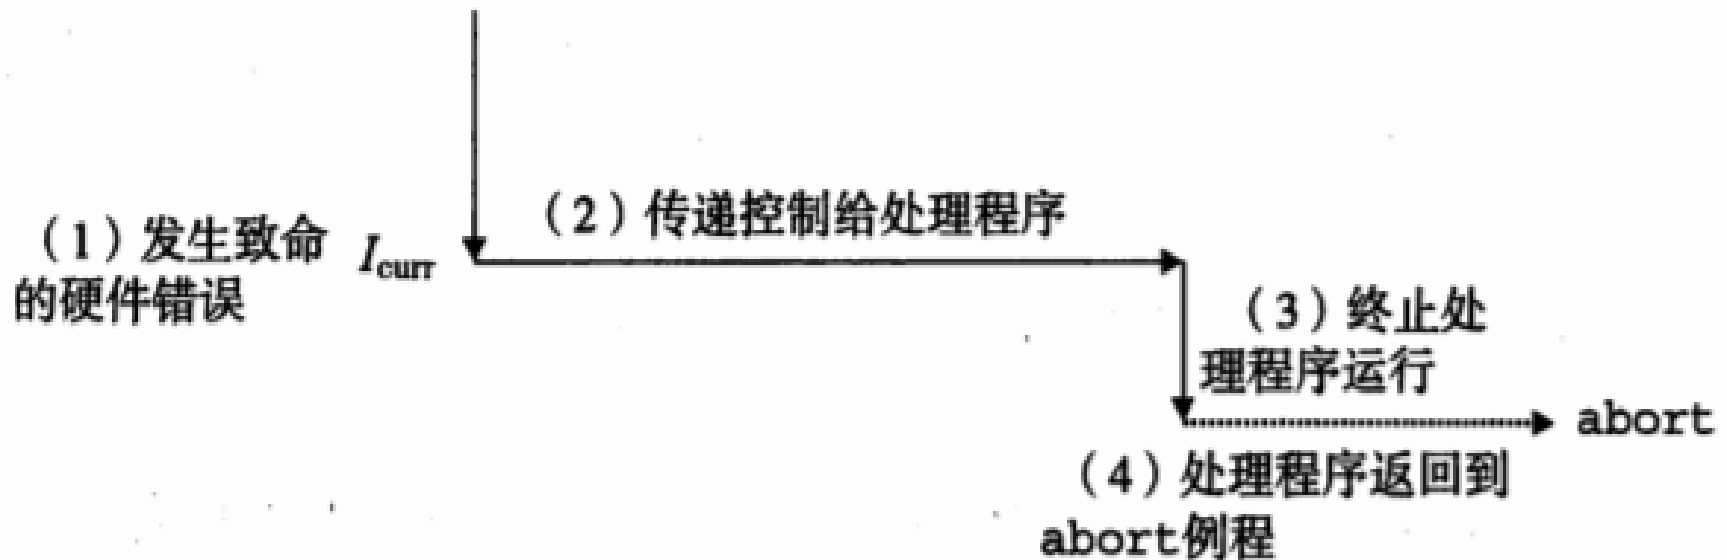 （1）发生致命
的硬件错误
Icurr
（2）传递控制给处理程序
（3）终止处
理程序运行
abort
（4）处理程序返回到
abort例程